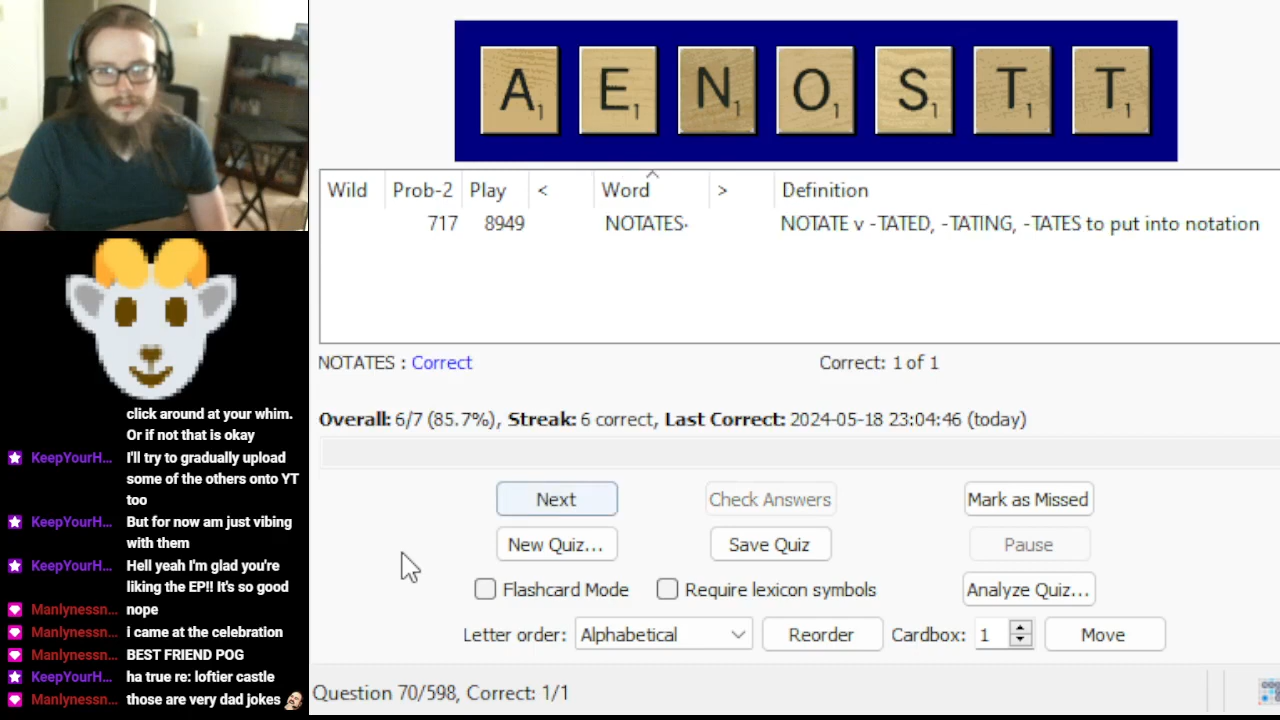 A1 E1 N1 O1 S1 T1 T1
Wild Prob-2 Play < Word > Definition
717 8949 NOTATES· NOTATE v -TATED, -TATING, -TATES to put into notation
NOTATES : Correct Correct: 1 of 1
Overall: 6/7 (85.7%), Streak: 6 correct, Last Correct: 2024-05-18 23:04:46 (today)
Next Check Answers Mark as Missed
New Quiz... Save Quiz Pause
Flashcard Mode Require lexicon symbols Analyze Quiz...
Letter order: Alphabetical Reorder Cardbox: 1 Move
Question 70/598, Correct: 1/1
click around at your whim.
Or if not that is okay
KeepYourH... I'll try to gradually upload
some of the others onto YT
too
KeepYourH... But for now am just vibing
with them
KeepYourH... Hell yeah I'm glad you're
liking the EP!! It's so good
Manlynessn... nope
Manlynessn... I came at the celebration
Manlynessn... BEST FRIEND POG
KeepYourH... ha true re: loftier castle
Manlynessn... those are very dad jokes